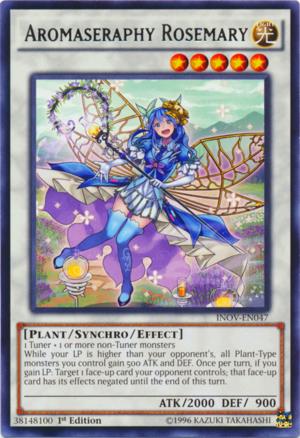 AROMASERAPHY ROSEMARY
LIGHT
光
INOV-EN047
[PLANT/SYNCHRO/EFFECT]
1 Tuner + 1 or more non-Tuner monsters
While your LP is higher than your opponent's, all Plant-Type
monsters you control gain 500 ATK and DEF. Once per turn, if you
gain LP: Target 1 face-up card your opponent controls; that face-up
card has its effects negated until the end of this turn.
ATK/2000 DEF/ 900
38148100 1st Edition ©1996 KAZUKI TAKAHASHI